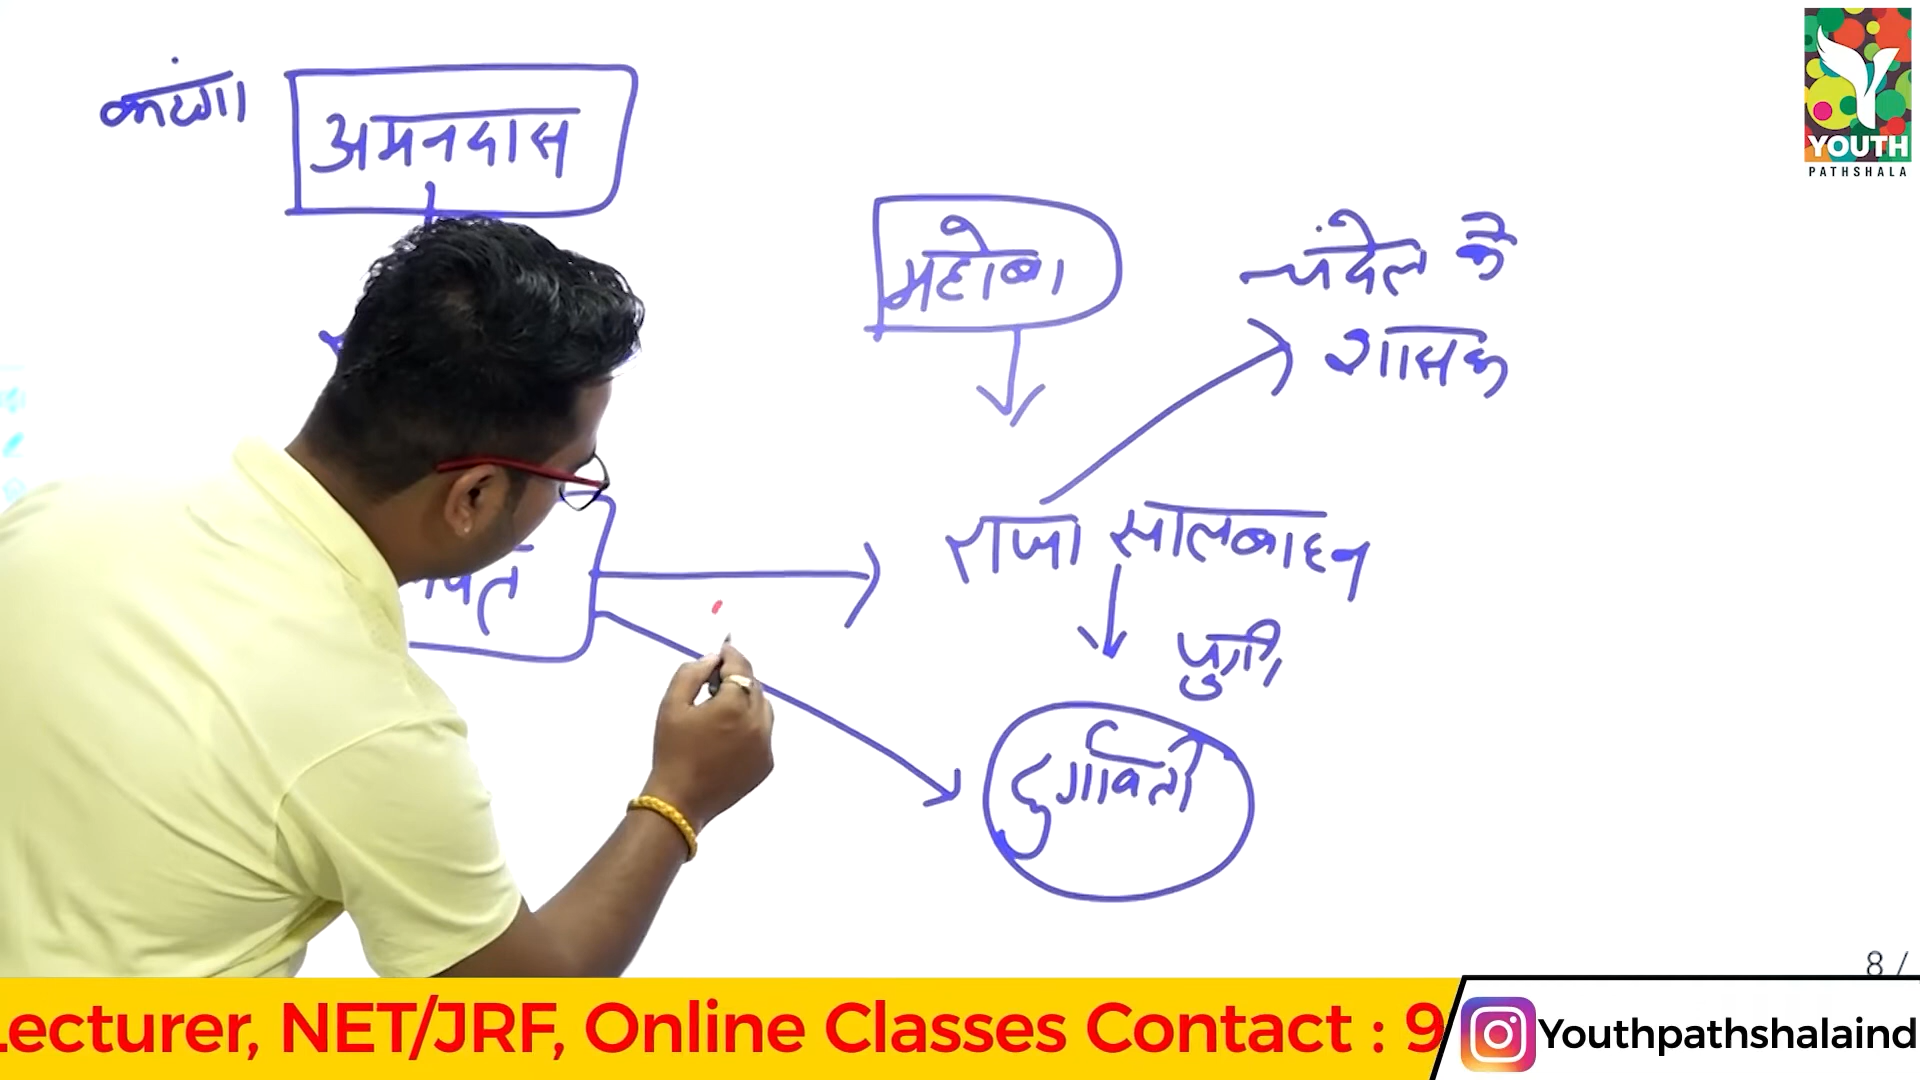 अमनदास
महोबा
चंदेल के
शासक
राजा सालबाहन
पुत्री
दुर्गावती
YOUTH
PATHSHALA
8 /
Lecturer, NET/JRF, Online Classes Contact : 9
Youthpathshalaind